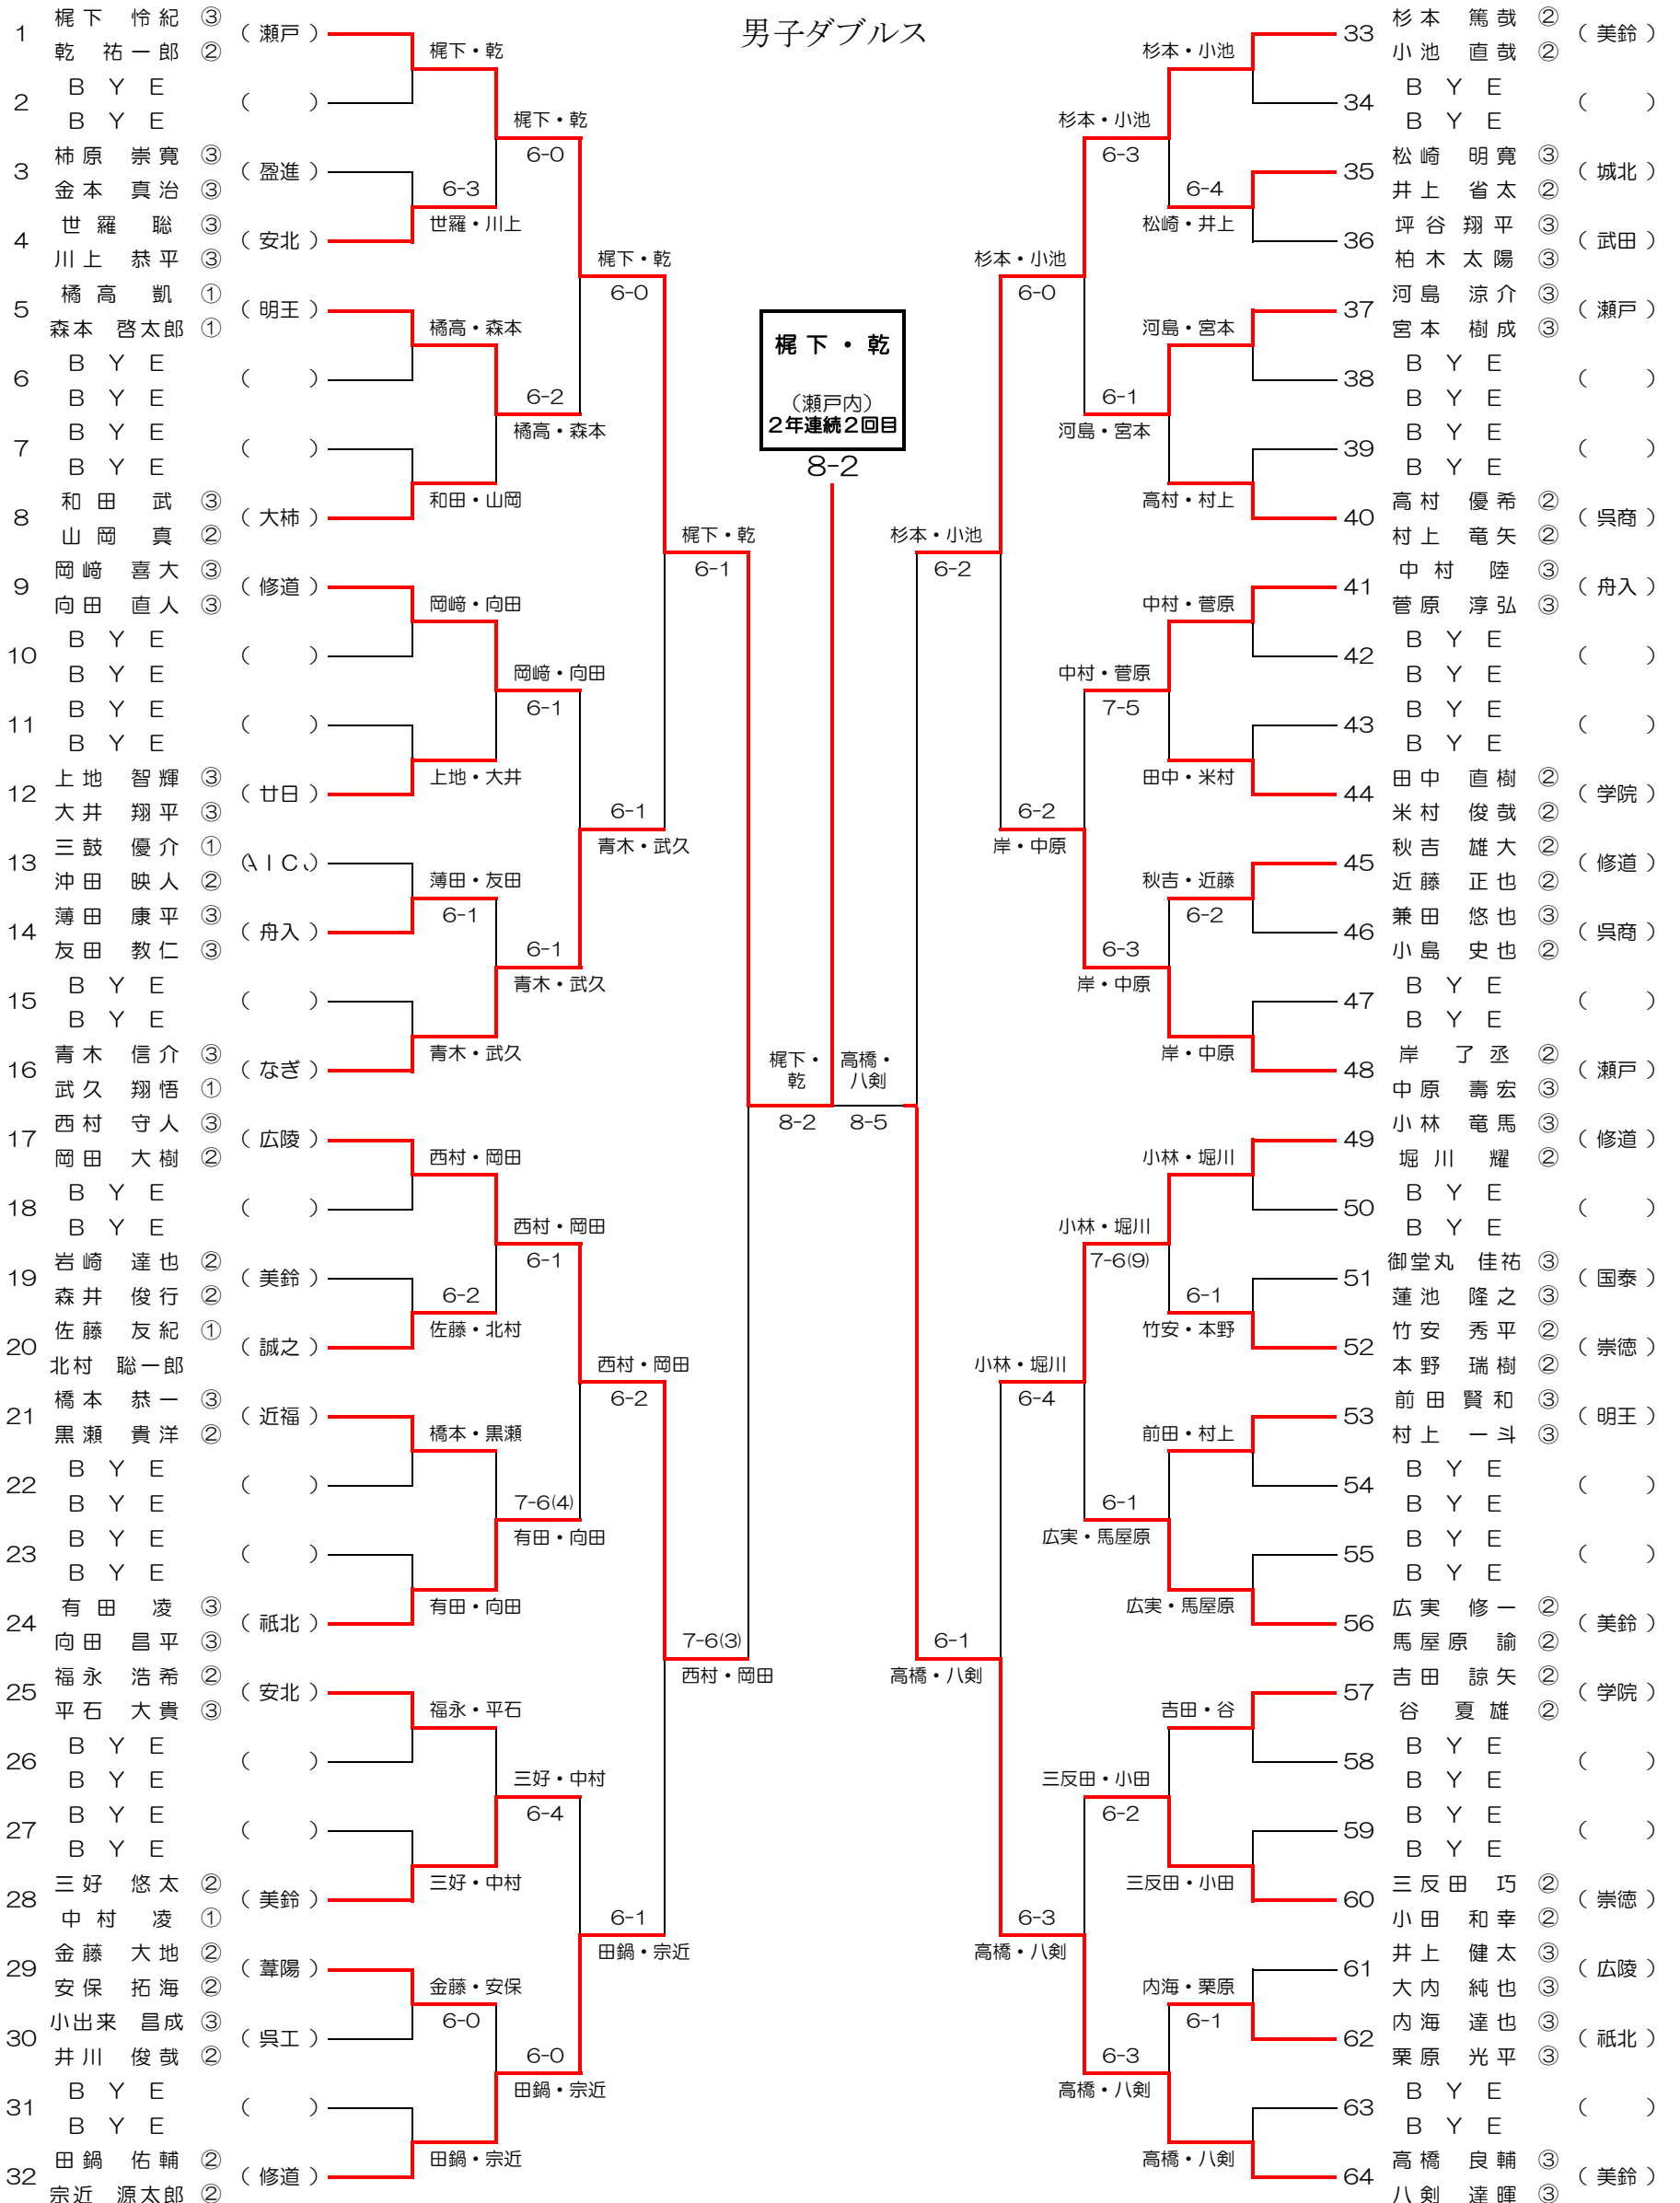 男子ダブルス
1 梶下 怜紀 ③ (瀬戸)
乾 祐一郎 ②
2 BYE ( )
BYE
3 柿原 崇寛 ③ (盈進)
金本 真治 ③
4 世羅 聡 ③ (安北)
川上 恭平 ③
5 橘高 凱 ① (明王)
森本 啓太郎 ①
6 BYE ( )
BYE
7 BYE ( )
BYE
8 和田 武 ③ (大柿)
山岡 真 ②
9 岡﨑 喜大 ③ (修道)
向田 直人 ③
10 BYE ( )
BYE
11 BYE ( )
BYE
12 上地 智輝 ③ (廿日)
大井 翔平 ③
13 三鼓 優介 ① (AICJ)
沖田 映人 ②
14 薄田 康平 ③ (舟入)
友田 教仁 ③
15 BYE ( )
BYE
16 青木 信介 ③ (なぎ)
武久 翔悟 ①
17 西村 守人 ③ (広陵)
岡田 大樹 ②
18 BYE ( )
BYE
19 岩崎 達也 ② (美鈴)
森井 俊行 ②
20 佐藤 友紀 ① (誠之)
北村 聡一郎
21 橋本 恭一 ③ (近福)
黒瀬 貴洋 ②
22 BYE ( )
BYE
23 BYE ( )
BYE
24 有田 凌 ③ (祇北)
向田 昌平 ③
25 福永 浩希 ② (安北)
平石 大貴 ③
26 BYE ( )
BYE
27 BYE ( )
BYE
28 三好 悠太 ② (美鈴)
中村 凌 ①
29 金藤 大地 ② (葦陽)
安保 拓海 ②
30 小出来 昌成 ③ (呉工)
井川 俊哉 ②
31 BYE ( )
BYE
32 田鍋 佑輔 ② (修道)
宗近 源太郎 ②
梶下・乾
6-3
世羅・川上
橘高・森本
和田・山岡
岡﨑・向田
上地・大井
薄田・友田
6-1
青木・武久
西村・岡田
6-2
佐藤・北村
橋本・黒瀬
有田・向田
福永・平石
三好・中村
金藤・安保
6-0
田鍋・宗近
梶下・乾
6-0
6-2
橘高・森本
岡﨑・向田
6-1
6-1
青木・武久
西村・岡田
6-1
7-6(4)
有田・向田
三好・中村
6-4
6-0
田鍋・宗近
梶下・乾
6-0
6-1
青木・武久
西村・岡田
6-2
6-1
田鍋・宗近
梶下・乾
6-1
7-6(3)
西村・岡田
梶下・乾
8-2
梶下・乾
(瀬戸内)
2年連続2回目
8-2
高橋・八剣
8-5
杉本・小池
6-2
6-1
高橋・八剣
杉本・小池
6-0
6-2
岸・中原
小林・堀川
6-4
6-3
高橋・八剣
杉本・小池
6-3
6-1
河島・宮本
中村・菅原
7-5
6-3
岸・中原
小林・堀川
7-6(9)
6-1
広実・馬屋原
三反田・小田
6-2
6-3
高橋・八剣
杉本・小池
6-4
松崎・井上
河島・宮本
高村・村上
中村・菅原
田中・米村
秋吉・近藤
6-2
岸・中原
小林・堀川
6-1
竹安・本野
前田・村上
広実・馬屋原
吉田・谷
三反田・小田
内海・栗原
6-1
高橋・八剣
33 杉本 篤哉 ② (美鈴)
小池 直哉 ②
34 BYE ( )
BYE
35 松崎 明寛 ③ (城北)
井上 省太 ②
36 坪谷 翔平 ③ (武田)
柏木 太陽 ③
37 河島 涼介 ③ (瀬戸)
宮本 樹成 ③
38 BYE ( )
BYE
39 BYE ( )
BYE
40 高村 優希 ② (呉商)
村上 竜矢 ②
41 中村 陸 ③ (舟入)
菅原 淳弘 ③
42 BYE ( )
BYE
43 BYE ( )
BYE
44 田中 直樹 ② (学院)
米村 俊哉 ②
45 秋吉 雄大 ② (修道)
近藤 正也 ②
46 兼田 悠也 ③ (呉商)
小島 史也 ②
47 BYE ( )
BYE
48 岸 了丞 ② (瀬戸)
中原 壽宏 ③
49 小林 竜馬 ③ (修道)
堀川 耀 ②
50 BYE ( )
BYE
51 御堂丸 佳祐 ③ (国泰)
蓮池 隆之 ③
52 竹安 秀平 ② (崇徳)
本野 瑞樹 ②
53 前田 賢和 ③ (明王)
村上 一斗 ③
54 BYE ( )
BYE
55 BYE ( )
BYE
56 広実 修一 ② (美鈴)
馬屋原 諭 ②
57 吉田 諒矢 ② (学院)
谷 夏雄 ②
58 BYE ( )
BYE
59 BYE ( )
BYE
60 三反田 巧 ② (崇徳)
小田 和幸 ②
61 井上 健太 ③ (広陵)
大内 純也 ③
62 内海 達也 ③ (祇北)
栗原 光平 ③
63 BYE ( )
BYE
64 高橋 良輔 ③ (美鈴)
八剣 達暉 ③